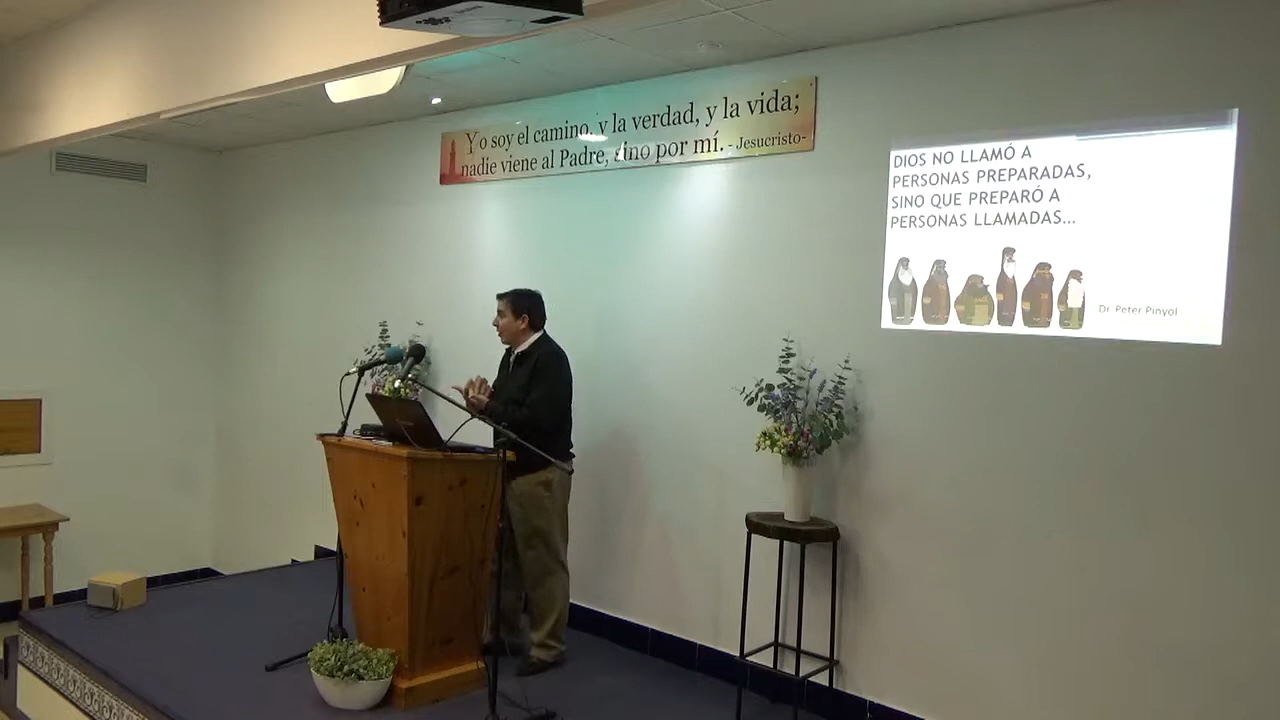 Yo soy el camino, y la verdad, y la vida;
nadie viene al Padre, sino por mí. - Jesucristo-
DIOS NO LLAMÓ A
PERSONAS PREPARADAS,
SINO QUE PREPARÓ A
PERSONAS LLAMADAS...
Dr. Peter Pinyol